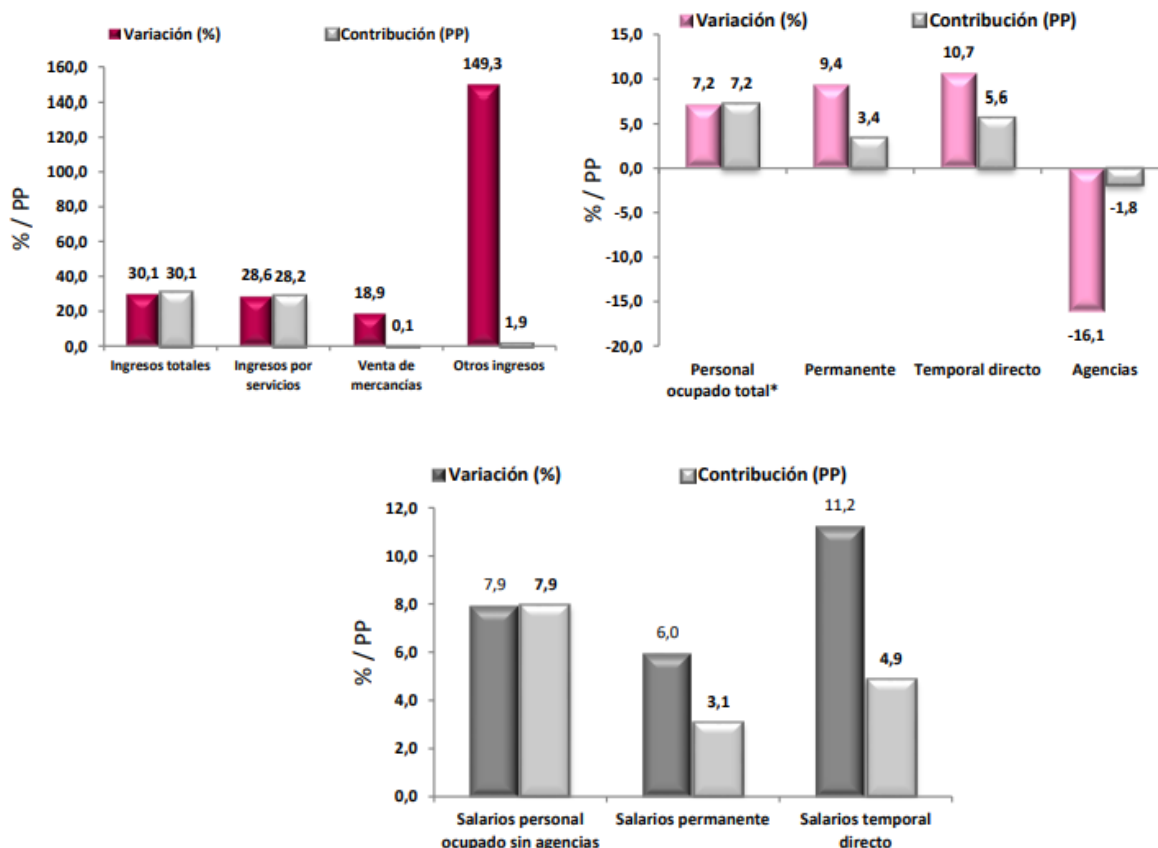 Variación (%) Contribución (PP)
160,0
140,0
120,0
100,0
80,0
60,0
40,0
20,0
0,0
% / PP
30,1 30,1
28,6 28,2
18,9 0,1
149,3 1,9
Ingresos totales
Ingresos por
servicios
Venta de
mercancías
Otros ingresos
Variación (%) Contribución (PP)
15,0
10,0
5,0
0,0
-5,0
-10,0
-15,0
-20,0
% / PP
7,2 7,2
9,4 3,4
10,7 5,6
-16,1 -1,8
Personal
ocupado total*
Permanente
Temporal directo
Agencias
Variación (%) Contribución (PP)
12,0
10,0
8,0
6,0
4,0
2,0
0,0
% / PP
7,9 7,9
6,0 3,1
11,2 4,9
Salarios personal
ocupado sin agencias
Salarios permanente
Salarios temporal
directo